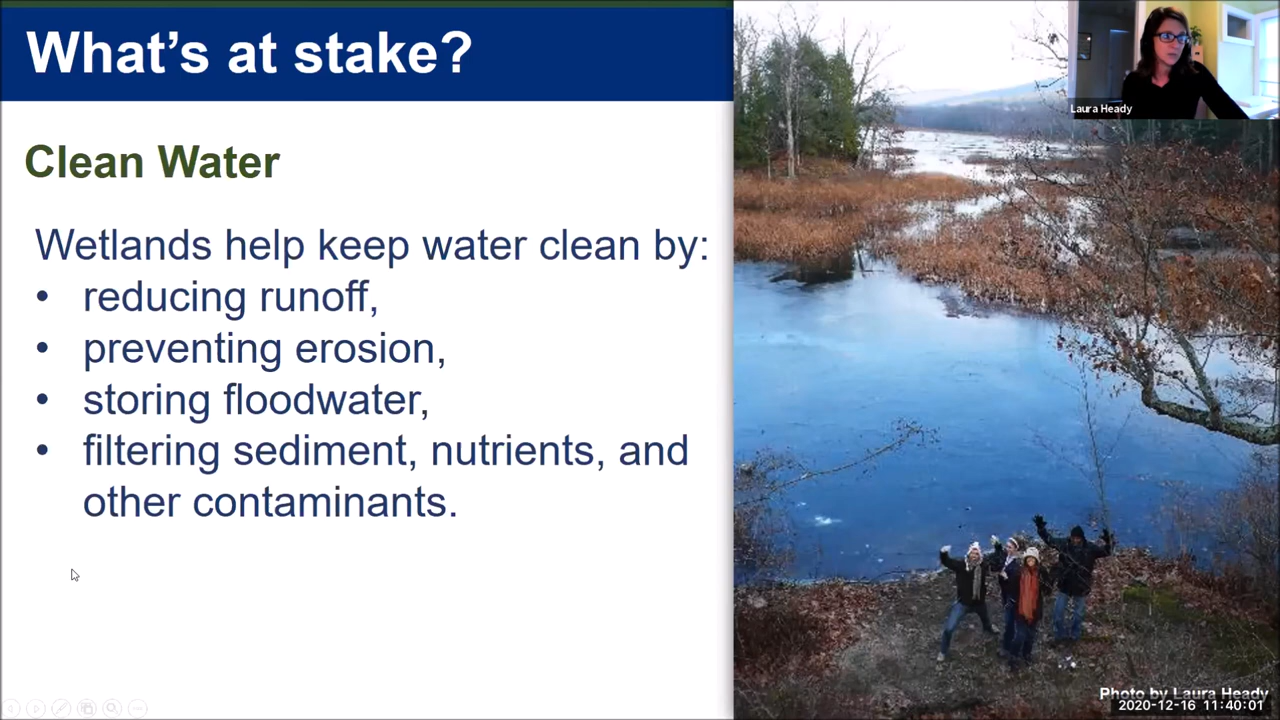 What's at stake?
Laura Heady
Clean Water
Wetlands help keep water clean by:
• reducing runoff,
• preventing erosion,
• storing floodwater,
• filtering sediment, nutrients, and
other contaminants.
Photo by Laura Heady
2020-12-16 11:40:01